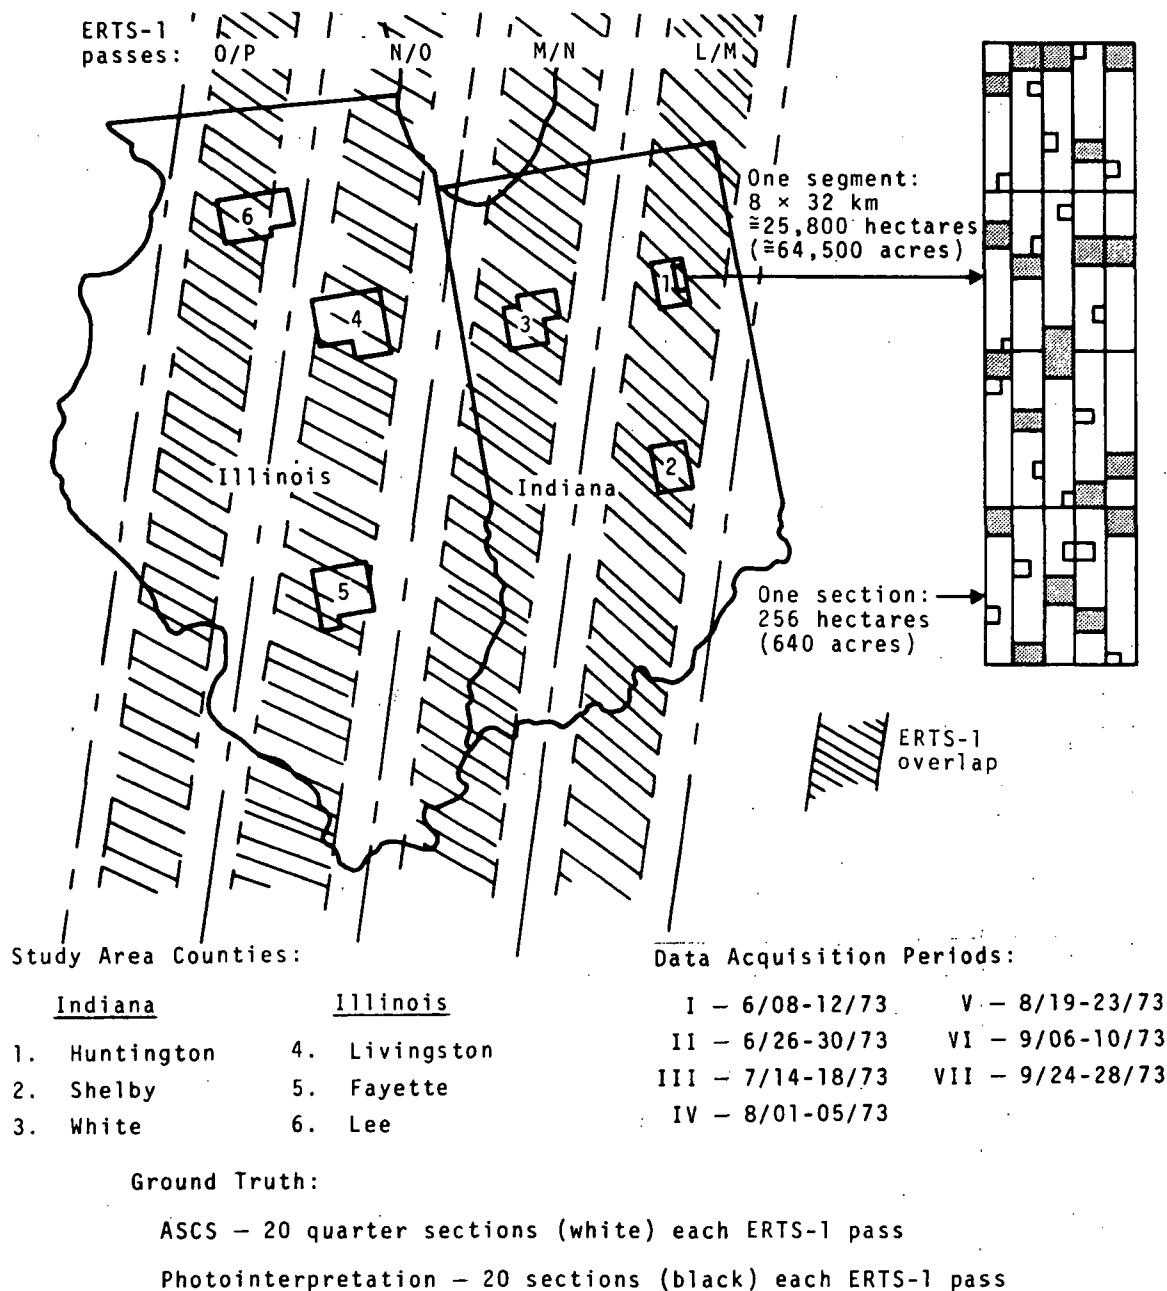 ERTS-1
passes: O/P N/O M/N L/M
One segment:
8 × 32 km
≅25,800 hectares
(≅64,500 acres)
6
1
4
3
Illinois
Indiana
2
5
One section:
256 hectares
(640 acres)
ERTS-1
overlap
Study Area Counties:
Indiana
1. Huntington
2. Shelby
3. White
Illinois
4. Livingston
5. Fayette
6. Lee
Data Acquisition Periods:
I — 6/08-12/73 V — 8/19-23/73
II — 6/26-30/73 VI — 9/06-10/73
III — 7/14-18/73 VII — 9/24-28/73
IV — 8/01-05/73
Ground Truth:
ASCS — 20 quarter sections (white) each ERTS-1 pass
Photointerpretation — 20 sections (black) each ERTS-1 pass